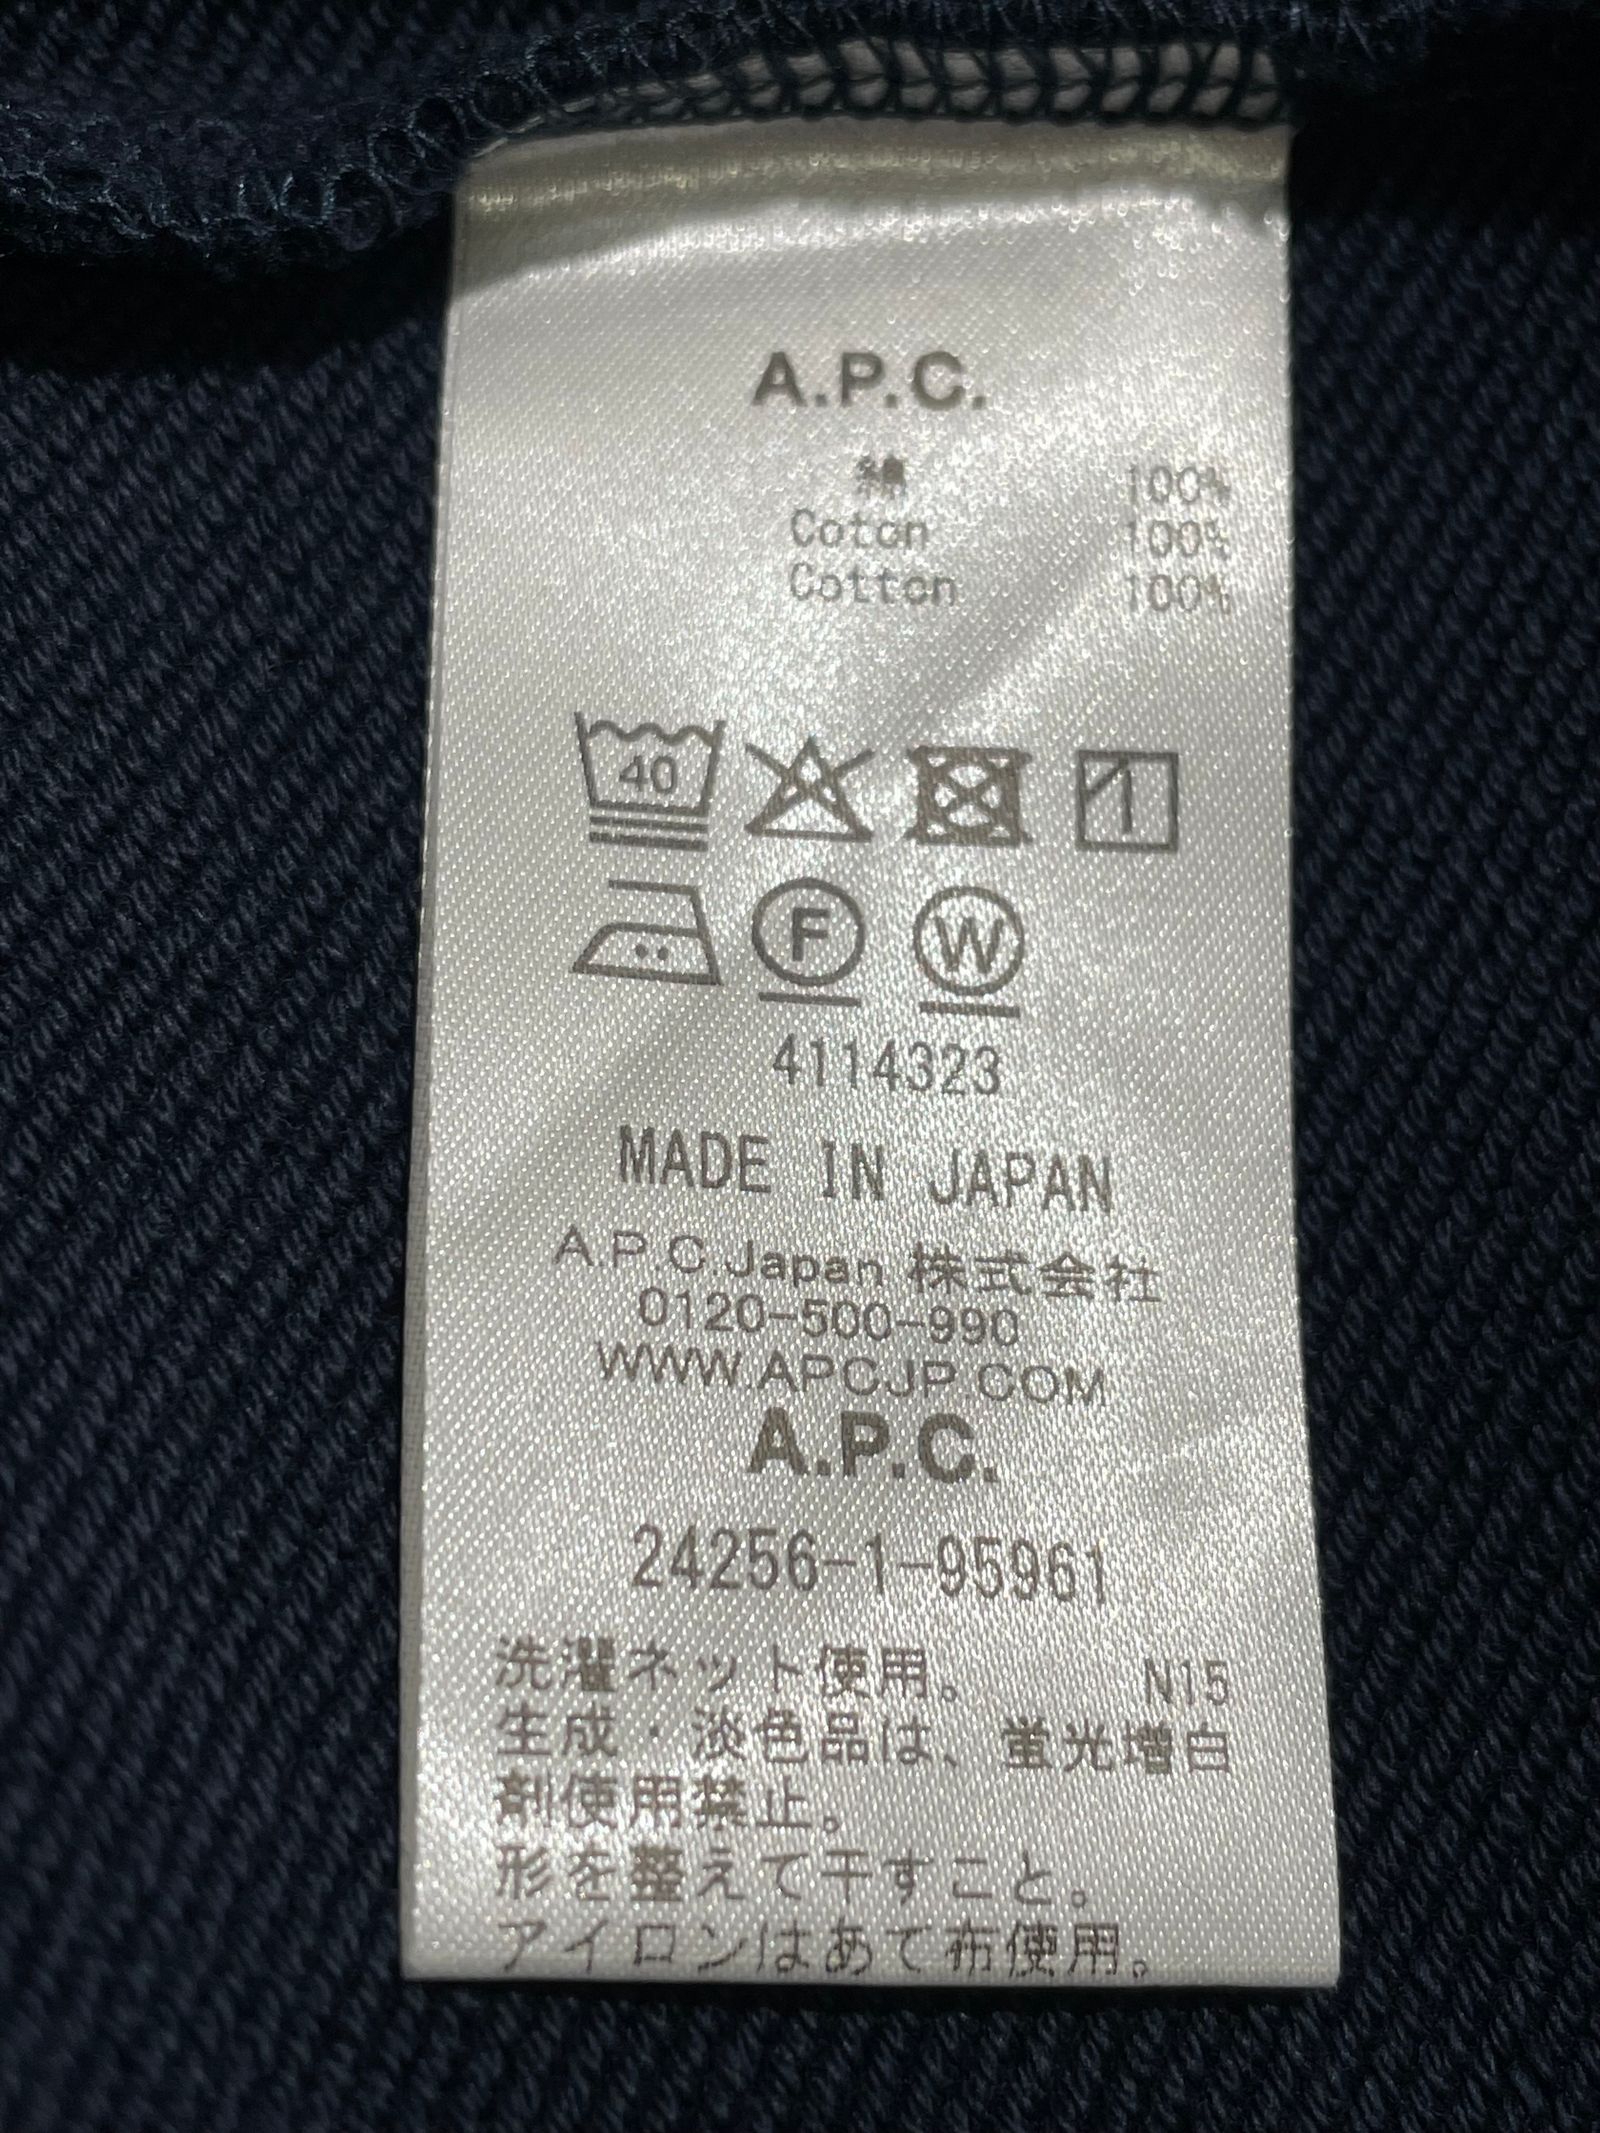 A.P.C.
綿 100%
Coton 100%
Cotton 100%
40
1
F W
4114323
MADE IN JAPAN
A.P.C.Japan 株式会社
0120-500-990
WWW.APCJP.COM
A.P.C.
24256-1-95961
洗濯ネット使用。 N15
生成・淡色品は、蛍光増白
剤使用禁止。
形を整えて干すこと。
アイロンはあて布使用。